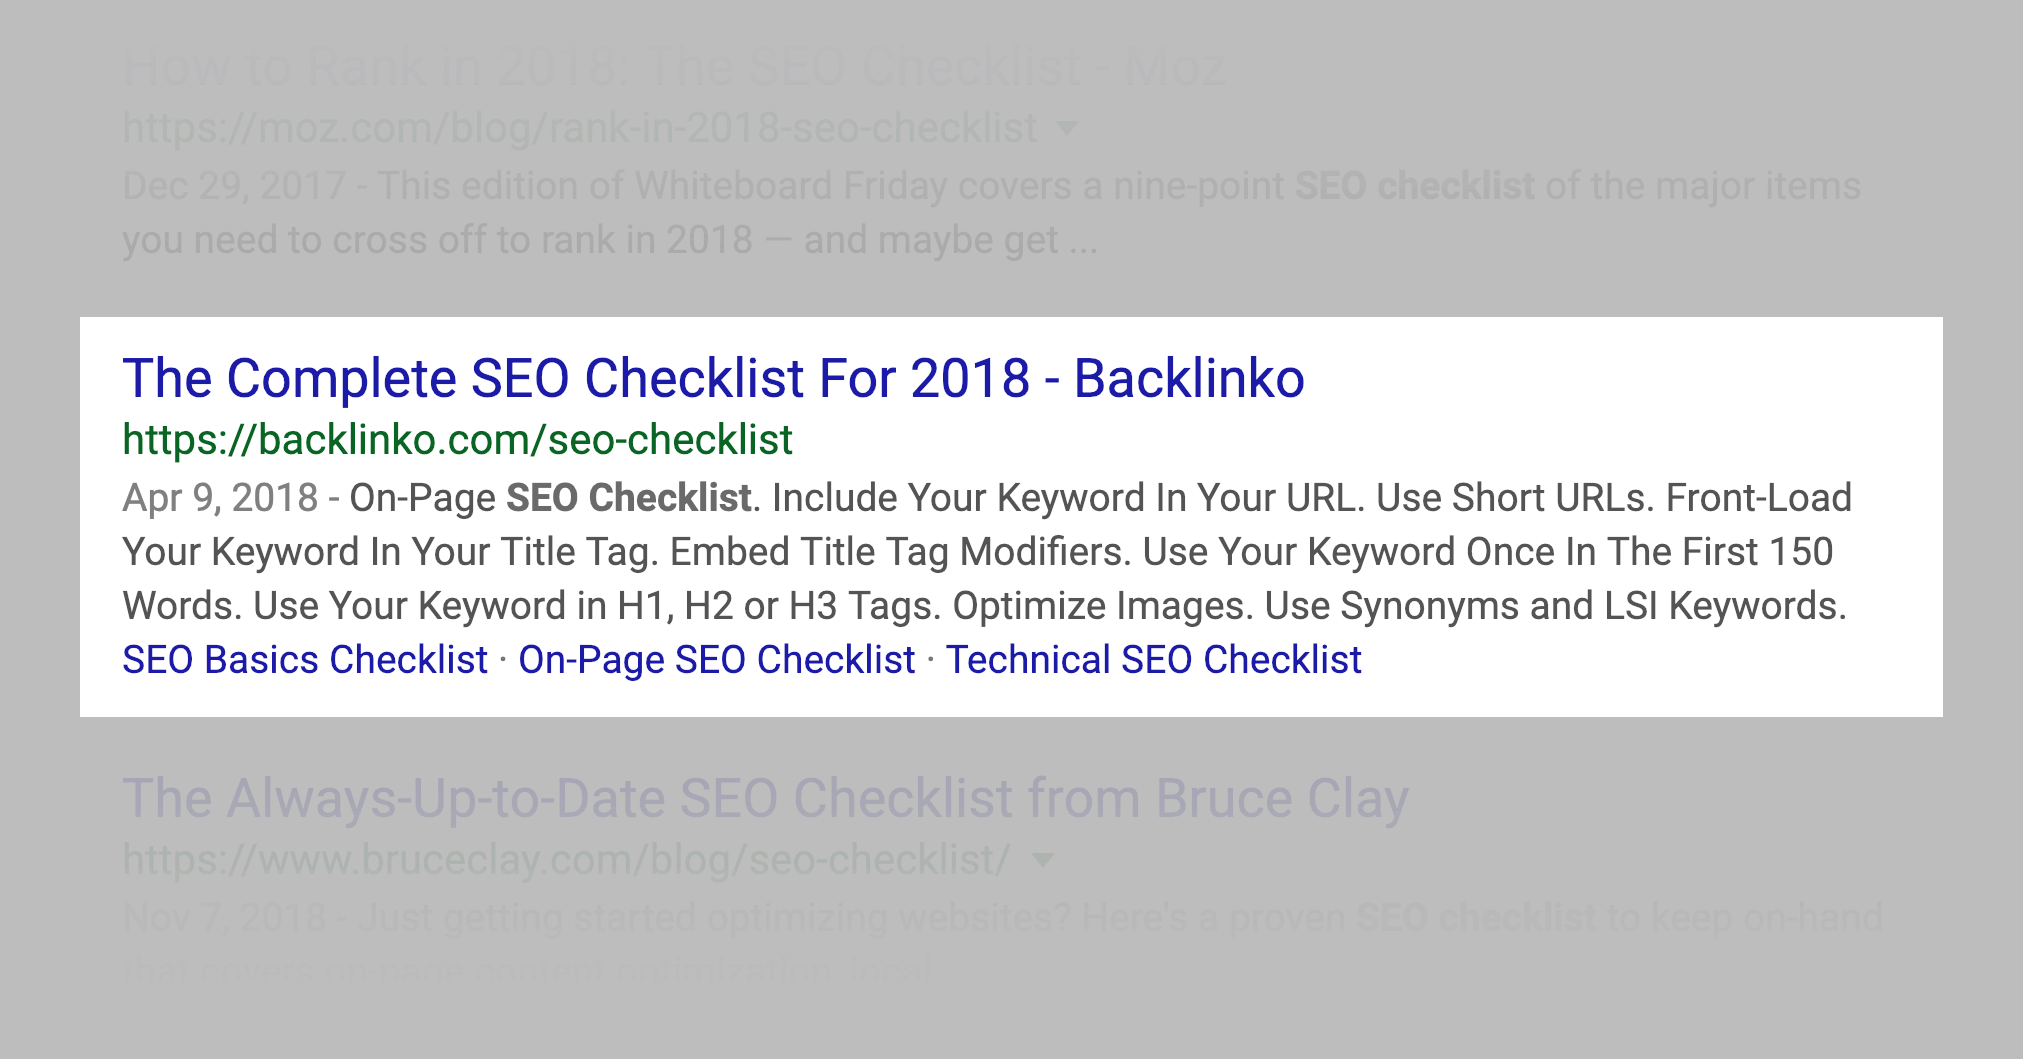 How to Rank in 2018: The SEO Checklist - Moz
https://moz.com/blog/rank-in-2018-seo-checklist
Dec 29, 2017 - This edition of Whiteboard Friday covers a nine-point SEO checklist of the major items
you need to cross off to rank in 2018 — and maybe get ...
The Complete SEO Checklist For 2018 - Backlinko
https://backlinko.com/seo-checklist
Apr 9, 2018 - On-Page SEO Checklist. Include Your Keyword In Your URL. Use Short URLs. Front-Load
Your Keyword In Your Title Tag. Embed Title Tag Modifiers. Use Your Keyword Once In The First 150
Words. Use Your Keyword in H1, H2 or H3 Tags. Optimize Images. Use Synonyms and LSI Keywords.
SEO Basics Checklist · On-Page SEO Checklist · Technical SEO Checklist
The Always-Up-to-Date SEO Checklist from Bruce Clay
https://www.bruceclay.com/blog/seo-checklist/
Nov 7, 2018 - Just getting started optimizing websites? Here's a proven SEO checklist to keep on-hand
that covers on-page content optimization, local